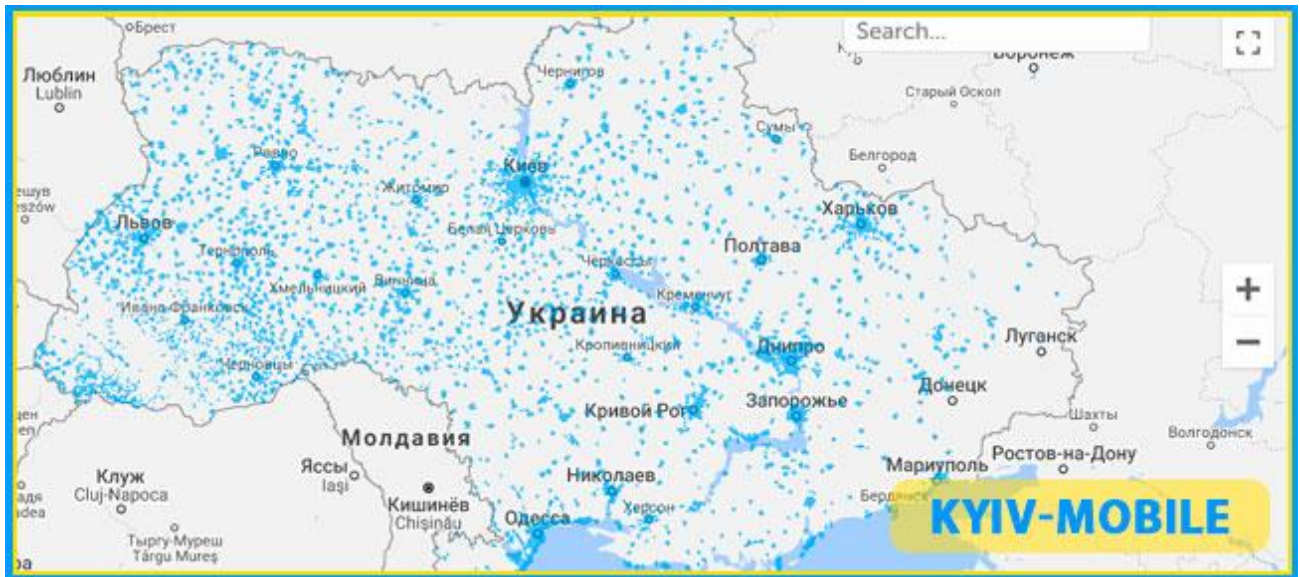 Брест
Search...
Воронеж
Люблин
Lublin
Чернигов
Старый Оскол
Сумы
Ровно
Киев
Белгород
Житомир
Львов
Белая Церковь
Харьков
Тернополь
Полтава
Черкассы
Хмельницкий
Винница
Кременчуг
Ивано-Франковск
Украина
Кропивницкий
Днипро
Луганск
Черновцы
Донецк
Кривой Рог
Запорожье
Шахты
Волгодонск
Молдавия
Яссы
Iași
Мариуполь
Ростов-на-Дону
Клуж
Cluj-Napoca
Николаев
Кишинёв
Chișinău
Херсон
Одесса
KYIV-MOBILE
Тыргу-Муреш
Târgu Mureș